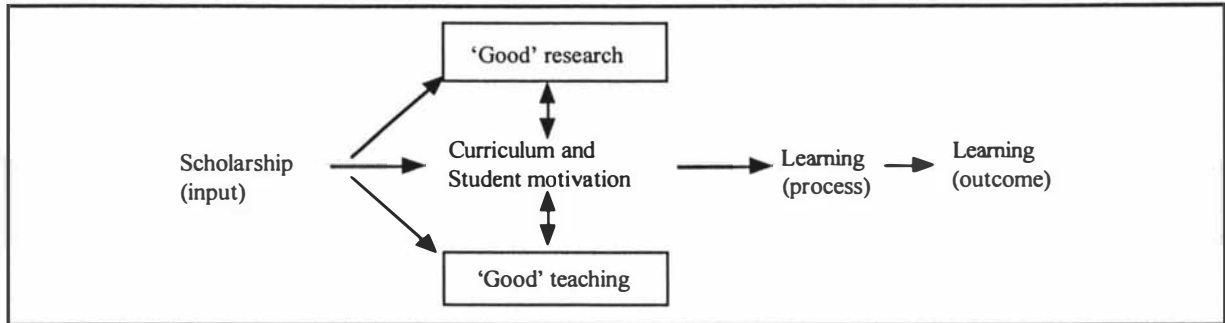 ‘Good’ research
Scholarship
(input)
Curriculum and
Student motivation
Learning
(process)
Learning
(outcome)
‘Good’ teaching